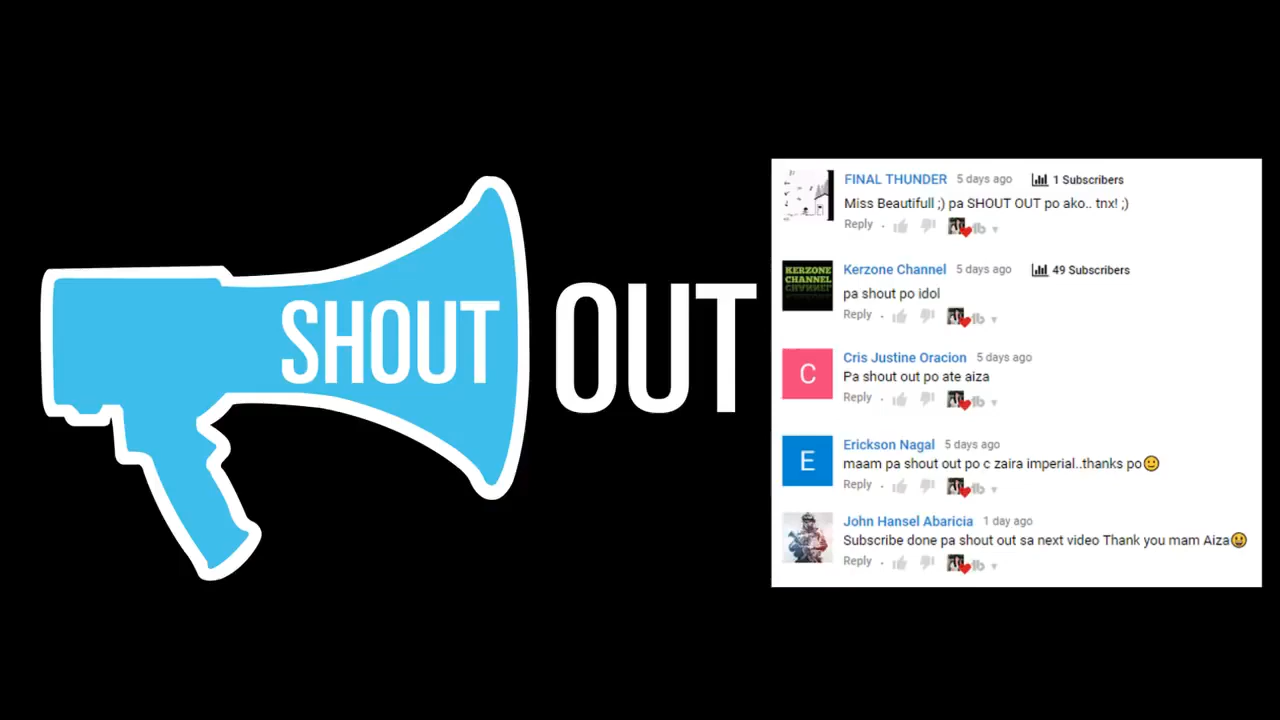 SHOUT OUT
FINAL THUNDER 5 days ago 1 Subscribers
Miss Beautifull ;) pa SHOUT OUT po ako.. tnx! ;)
Reply
KERZONE
CHANNEL
Kerzone Channel 5 days ago 49 Subscribers
pa shout po idol
Reply
C
Cris Justine Oracion 5 days ago
Pa shout out po ate aiza
Reply
E
Erickson Nagal 5 days ago
maam pa shout out po c zaira imperial..thanks po🙂
Reply
John Hansel Abaricia 1 day ago
Subscribe done pa shout out sa next video Thank you mam Aiza😀
Reply